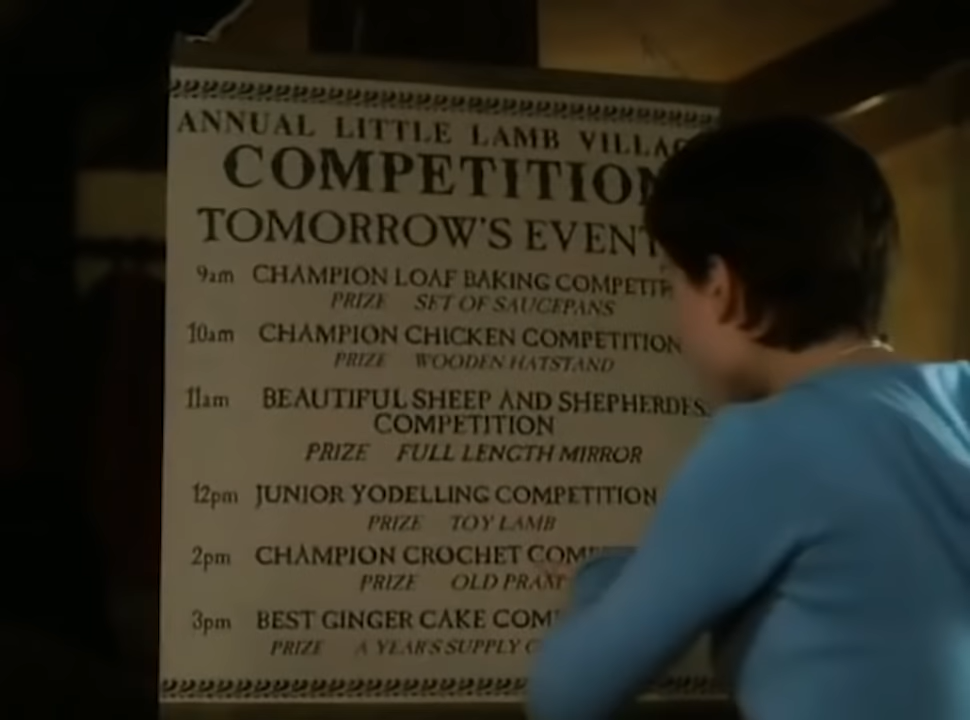 ANNUAL LITTLE LAMB VILLAG
COMPETITION
TOMORROW'S EVENT
9am CHAMPION LOAF BAKING COMPETIT
PRIZE SET OF SAUCEPANS
10am CHAMPION CHICKEN COMPETITION
PRIZE WOODEN HATSTAND
11am BEAUTIFUL SHEEP AND SHEPHERDES
COMPETITION
PRIZE FULL LENGTH MIRROR
12pm JUNIOR YODELLING COMPETITION
PRIZE TOY LAMB
2pm CHAMPION CROCHET COMP
PRIZE OLD PRAM
3pm BEST GINGER CAKE COM
PRIZE A YEAR'S SUPPLY